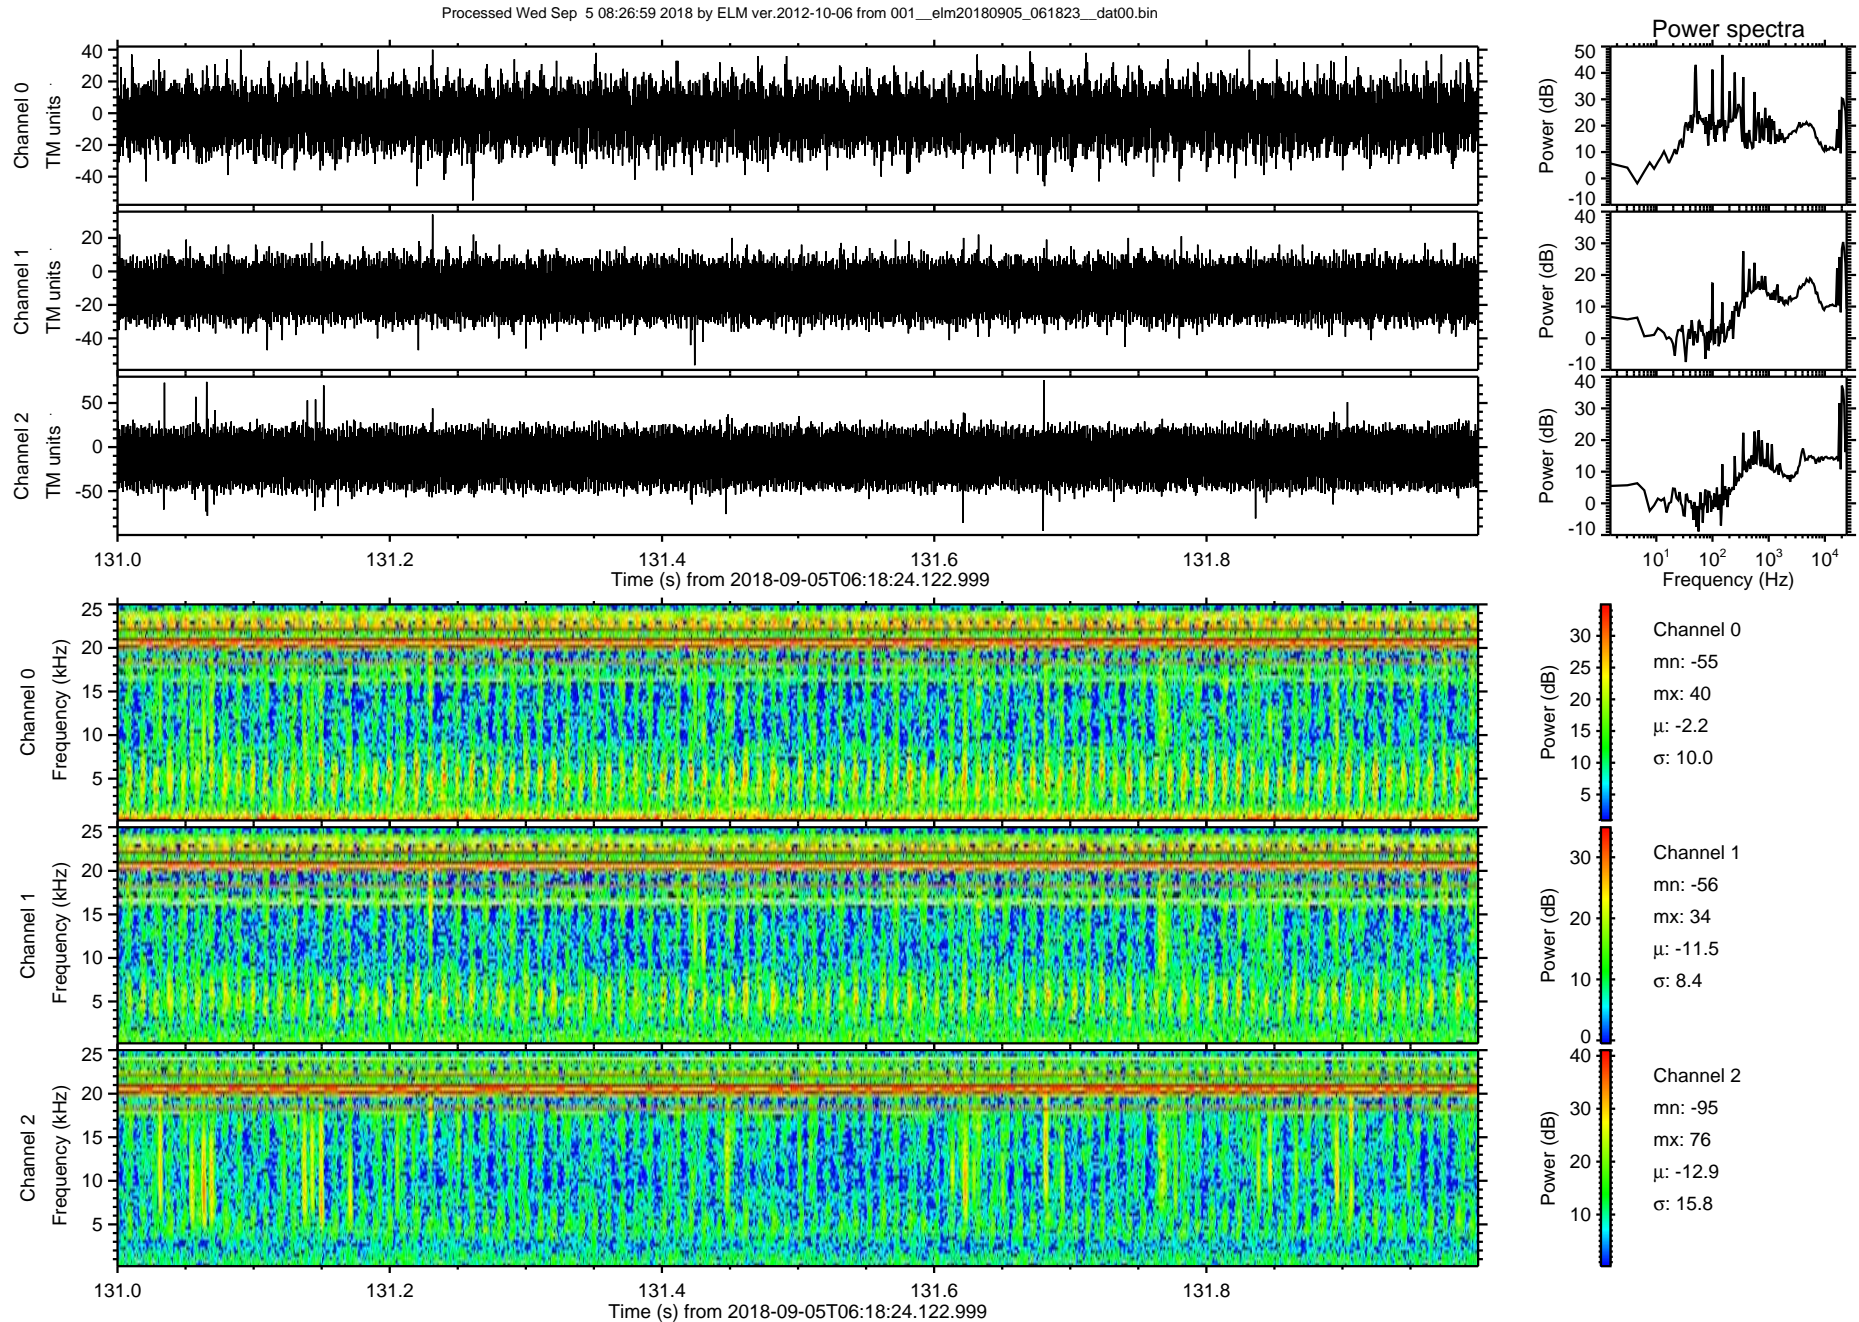 Processed Wed Sep  5 08:26:59 2018 by ELM ver.2012-10-06 from 001__elm20180905_061823__dat00.bin
Power spectra
Channel 0
TM units
40
20
0
-20
-40
Power (dB)
50
40
30
20
10
0
-10
Channel 1
TM units
20
0
-20
-40
Power (dB)
40
30
20
10
0
-10
Channel 2
TM units
50
0
-50
Power (dB)
40
30
20
10
0
-10
131.0 131.2 131.4 131.6 131.8
Time (s) from 2018-09-05T06:18:24.122.999
10¹ 10² 10³ 10⁴
Frequency (Hz)
Channel 0
Frequency (kHz)
25
20
15
10
5
Power (dB)
30
25
20
15
10
5
Channel 0
mn: -55
mx: 40
μ: -2.2
σ: 10.0
Channel 1
Frequency (kHz)
25
20
15
10
5
Power (dB)
30
20
10
0
Channel 1
mn: -56
mx: 34
μ: -11.5
σ: 8.4
Channel 2
Frequency (kHz)
25
20
15
10
5
Power (dB)
40
30
20
10
Channel 2
mn: -95
mx: 76
μ: -12.9
σ: 15.8
131.0 131.2 131.4 131.6 131.8
Time (s) from 2018-09-05T06:18:24.122.999